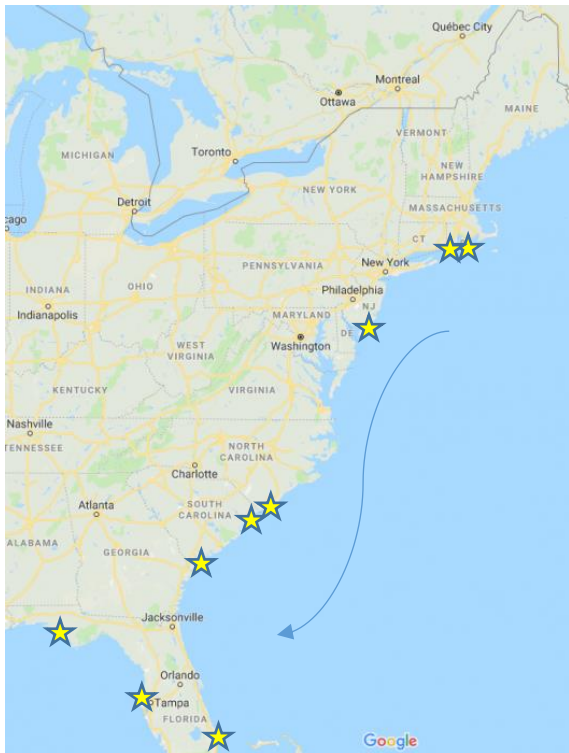 Québec City
Montreal
Ottawa
MAINE
VERMONT
Toronto
MICHIGAN
NEW
HAMPSHIRE
NEW YORK
Detroit
MASSACHUSETTS
cago
CT
New York
PENNSYLVANIA
INDIANA
OHIO
Philadelphia
Indianapolis
MARYLAND
NJ
DE
Washington
WEST
VIRGINIA
KENTUCKY
VIRGINIA
Nashville
TENNESSEE
NORTH
CAROLINA
Charlotte
SOUTH
CAROLINA
Atlanta
ALABAMA
GEORGIA
Jacksonville
Orlando
Tampa
FLORIDA
Google